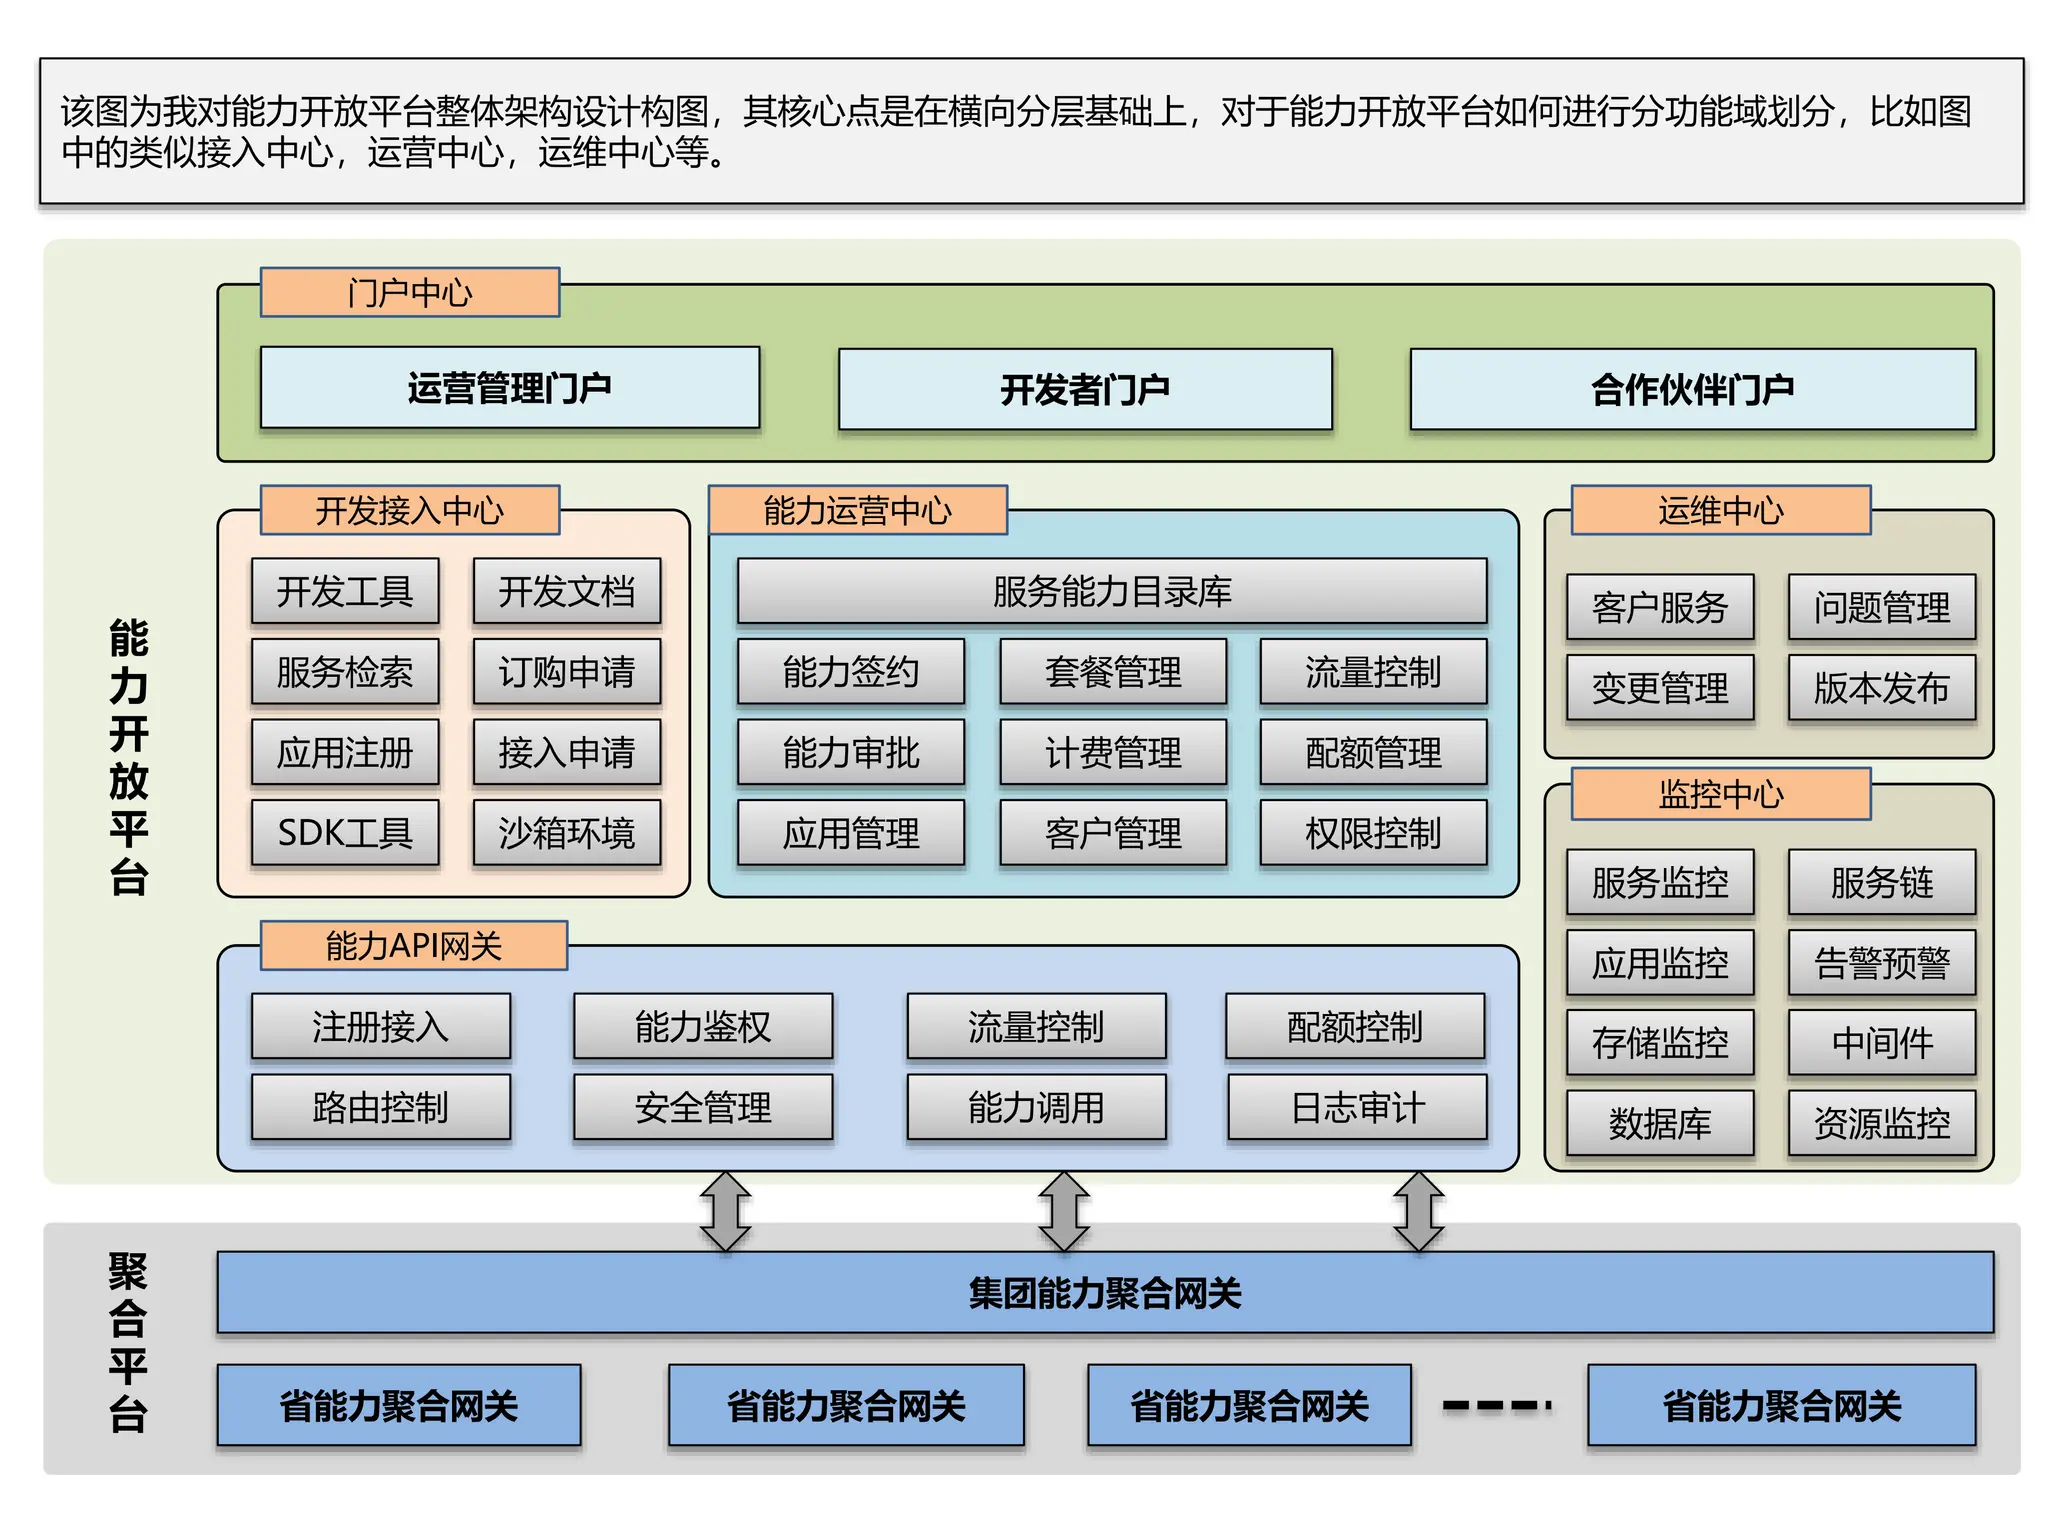 该图为我对能力开放平台整体架构设计构图，其核心点是在横向分层基础上，对于能力开放平台如何进行分功能域划分，比如图
中的类似接入中心，运营中心，运维中心等。
能力开放平台
门户中心
运营管理门户
开发者门户
合作伙伴门户
开发接入中心
开发工具
开发文档
服务检索
订购申请
应用注册
接入申请
SDK工具
沙箱环境
能力运营中心
服务能力目录库
能力签约
套餐管理
流量控制
能力审批
计费管理
配额管理
应用管理
客户管理
权限控制
运维中心
客户服务
问题管理
变更管理
版本发布
监控中心
服务监控
服务链
应用监控
告警预警
存储监控
中间件
数据库
资源监控
能力API网关
注册接入
能力鉴权
流量控制
配额控制
路由控制
安全管理
能力调用
日志审计
聚合平台
集团能力聚合网关
省能力聚合网关
省能力聚合网关
省能力聚合网关
省能力聚合网关